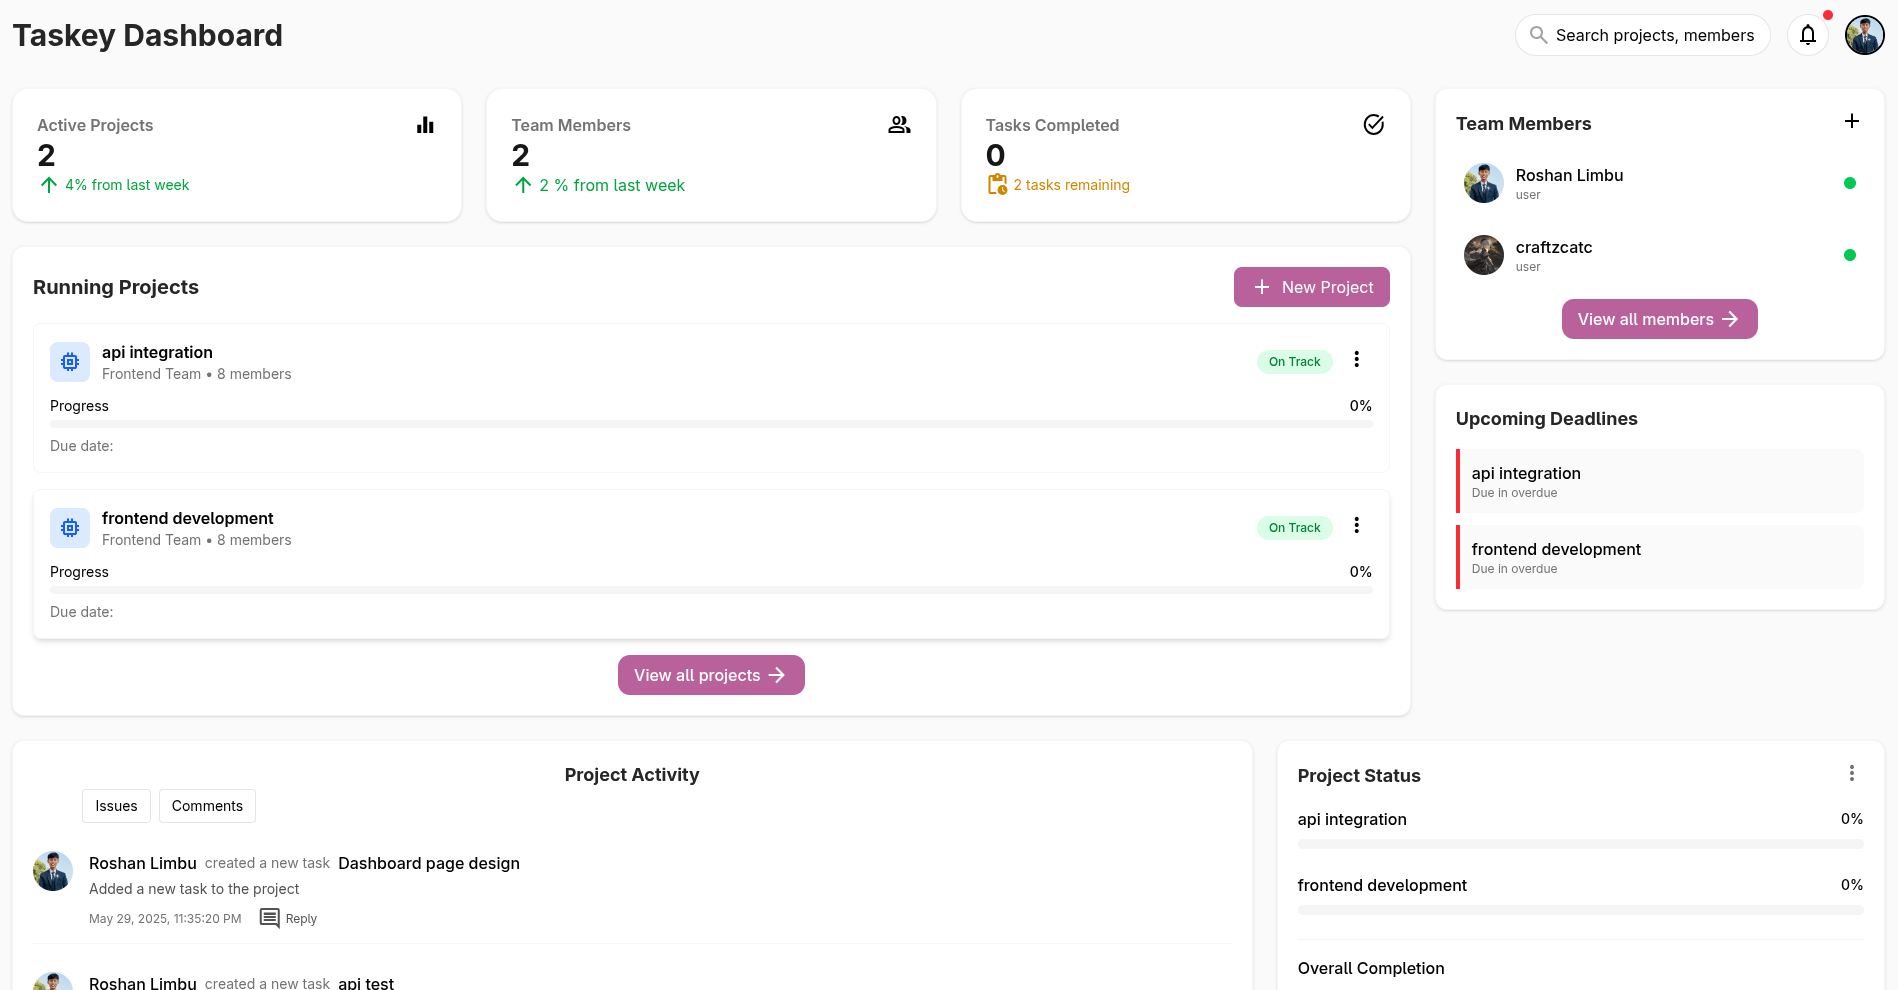 Taskey Dashboard
Search projects, members
Active Projects
2
4% from last week
Team Members
2
2 % from last week
Tasks Completed
0
2 tasks remaining
Team Members
Roshan Limbu
user
craftzcatc
user
View all members
Running Projects
New Project
api integration
Frontend Team • 8 members
On Track
Progress 0%
Due date:
frontend development
Frontend Team • 8 members
On Track
Progress 0%
Due date:
View all projects
Upcoming Deadlines
api integration
Due in overdue
frontend development
Due in overdue
Project Activity
Issues Comments
Roshan Limbu created a new task Dashboard page design
Added a new task to the project
May 29, 2025, 11:35:20 PM Reply
Roshan Limbu created a new task api test
Project Status
api integration 0%
frontend development 0%
Overall Completion